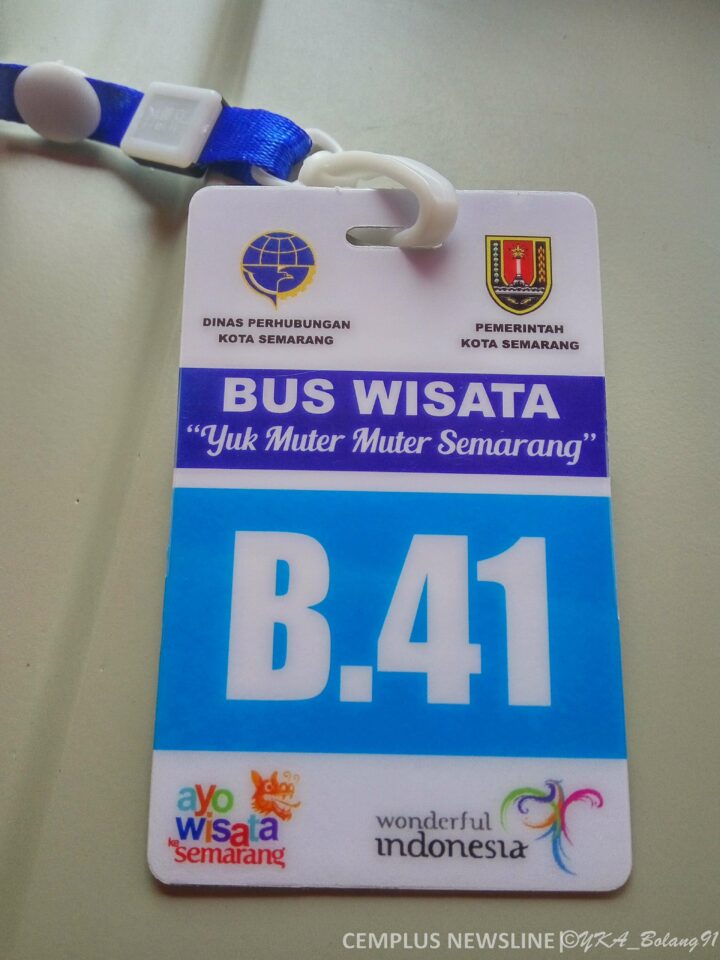 DINAS PERHUBUNGAN
KOTA SEMARANG
PEMERINTAH
KOTA SEMARANG
BUS WISATA
“Yuk Muter Muter Semarang”
B.41
ayo
wisata
ke
semarang
wonderful
indonesia
CEMPLUS NEWSLINE |©YKA_Bolang91